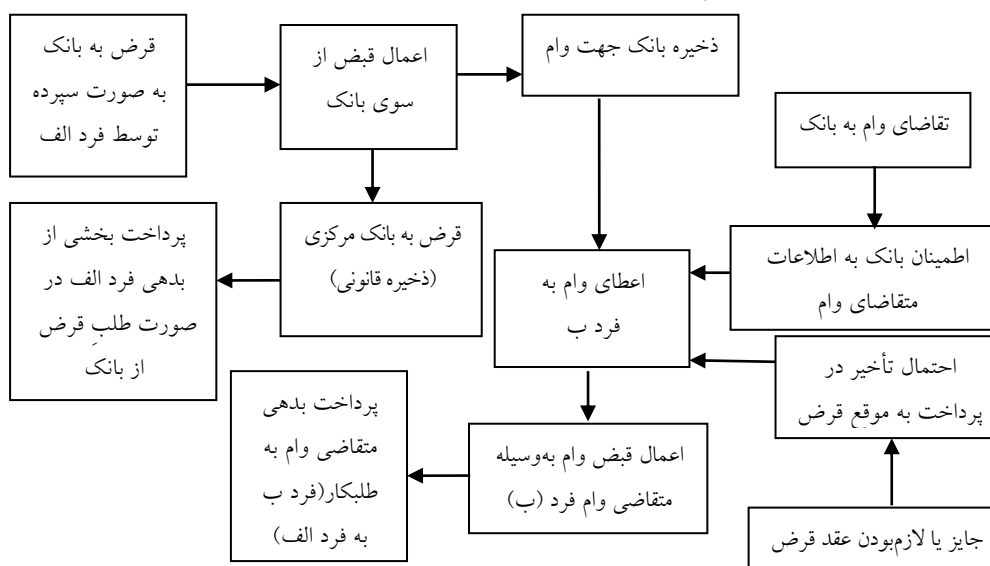 قرض به بانک
به صورت سپرده
توسط فرد الف
اعمال قبض از
سوی بانک
ذخیره بانک جهت وام
تقاضای وام به بانک
پرداخت بخشی از
بدهی فرد الف در
صورت طلبِ قرض
از بانک
قرض به بانک مرکزی
(ذخیره قانونی)
اعطای وام به
فرد ب
اطمینان بانک به اطلاعات
متقاضای وام
احتمال تأخیر در
پرداخت به موقع قرض
پرداخت بدهی
متقاضی وام به
طلبکار(فرد ب
به فرد الف)
اعمال قبض وام به‌وسیله
متقاضی وام فرد (ب)
جایز یا لازم‌بودن عقد قرض